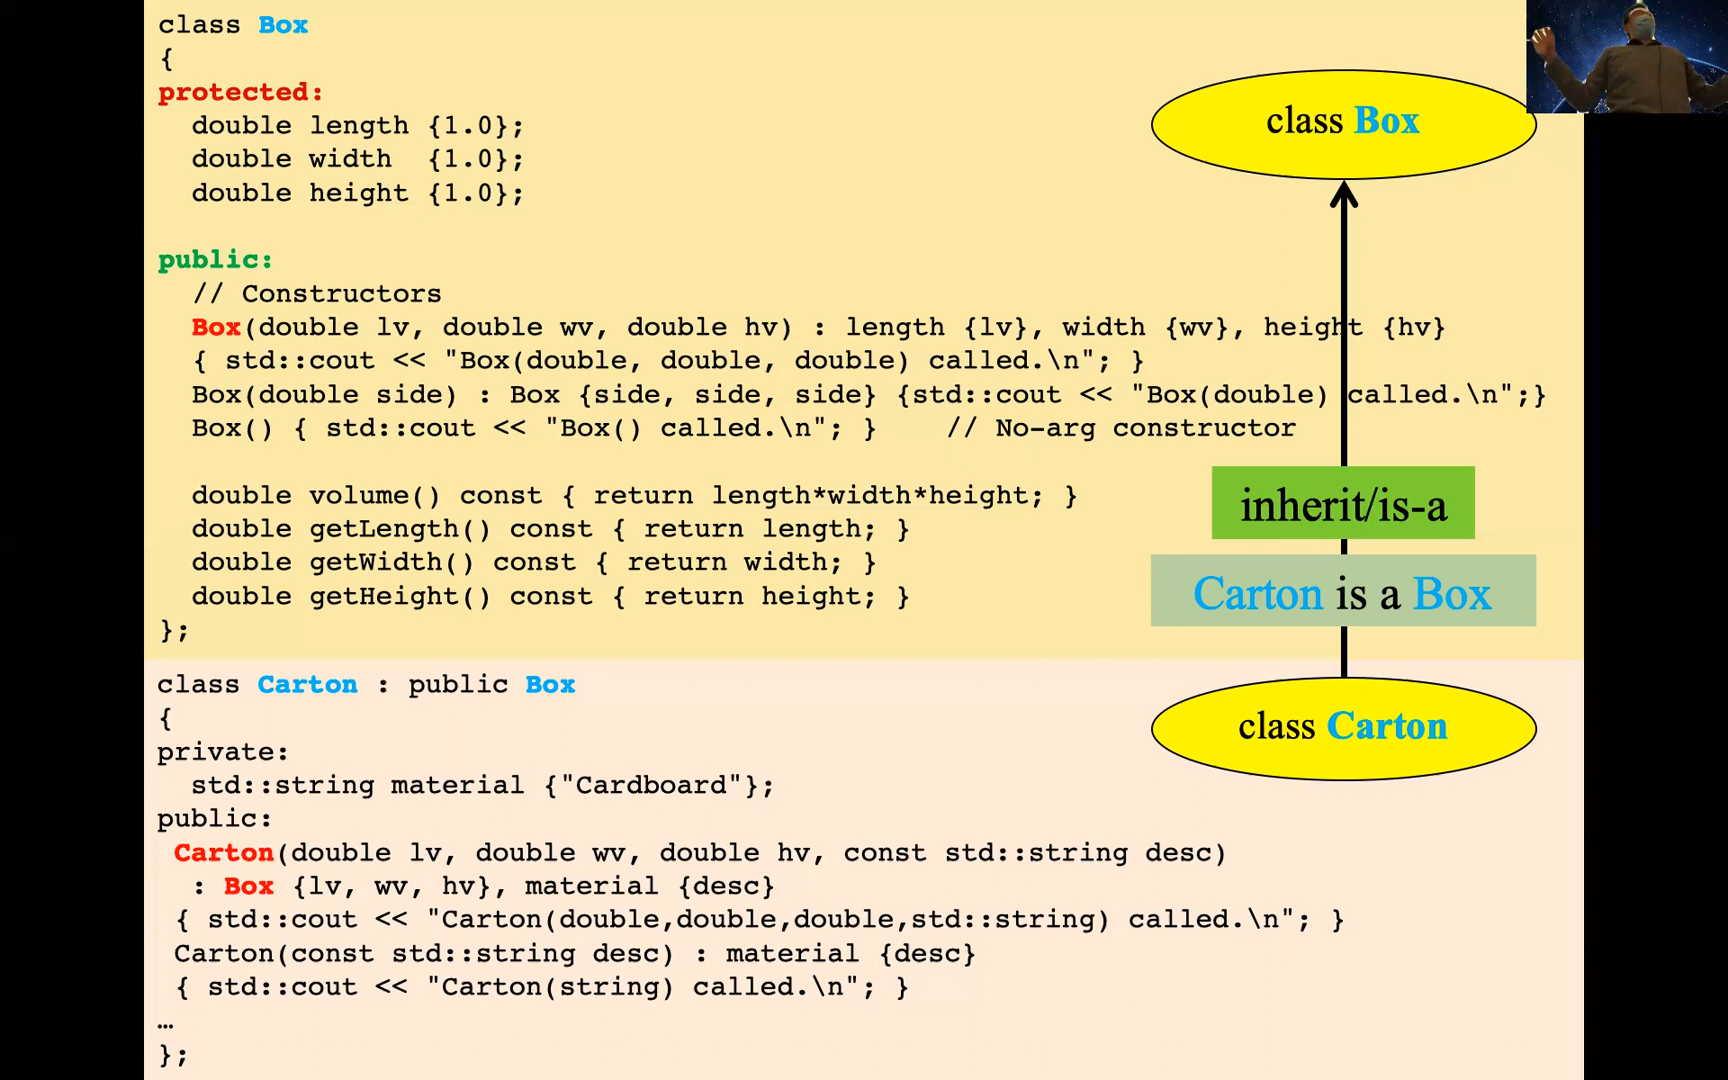 class Box
{
protected:
  double length {1.0};
  double width  {1.0};
  double height {1.0};
public:
  // Constructors
  Box(double lv, double wv, double hv) : length {lv}, width {wv}, height {hv}
  { std::cout << "Box(double, double, double) called.\n"; }
  Box(double side) : Box {side, side, side} {std::cout << "Box(double) called.\n";}
  Box() { std::cout << "Box() called.\n"; }    // No-arg constructor
  double volume() const { return length*width*height; }
  double getLength() const { return length; }
  double getWidth() const { return width; }
  double getHeight() const { return height; }
};
class Carton : public Box
{
private:
  std::string material {"Cardboard"};
public:
 Carton(double lv, double wv, double hv, const std::string desc)
  : Box {lv, wv, hv}, material {desc}
 { std::cout << "Carton(double,double,double,std::string) called.\n"; }
 Carton(const std::string desc) : material {desc}
 { std::cout << "Carton(string) called.\n"; }
…
};
class Box
inherit/is-a
Carton is a Box
class Carton